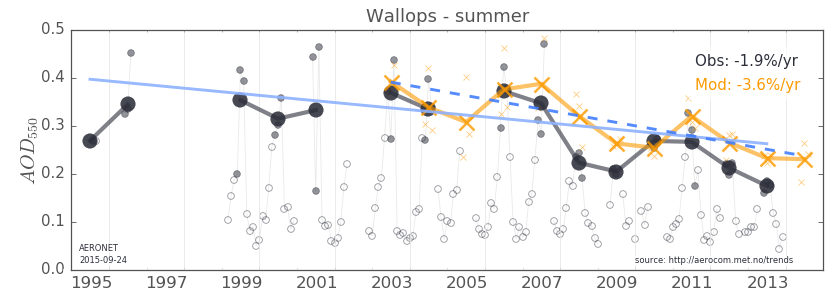 Wallops - summer
0.5
0.4
0.3
0.2
0.1
0.0
AOD550
Obs: -1.9%/yr
Mod: -3.6%/yr
AERONET
2015-09-24
source: http://aerocom.met.no/trends
1995 1997 1999 2001 2003 2005 2007 2009 2011 2013